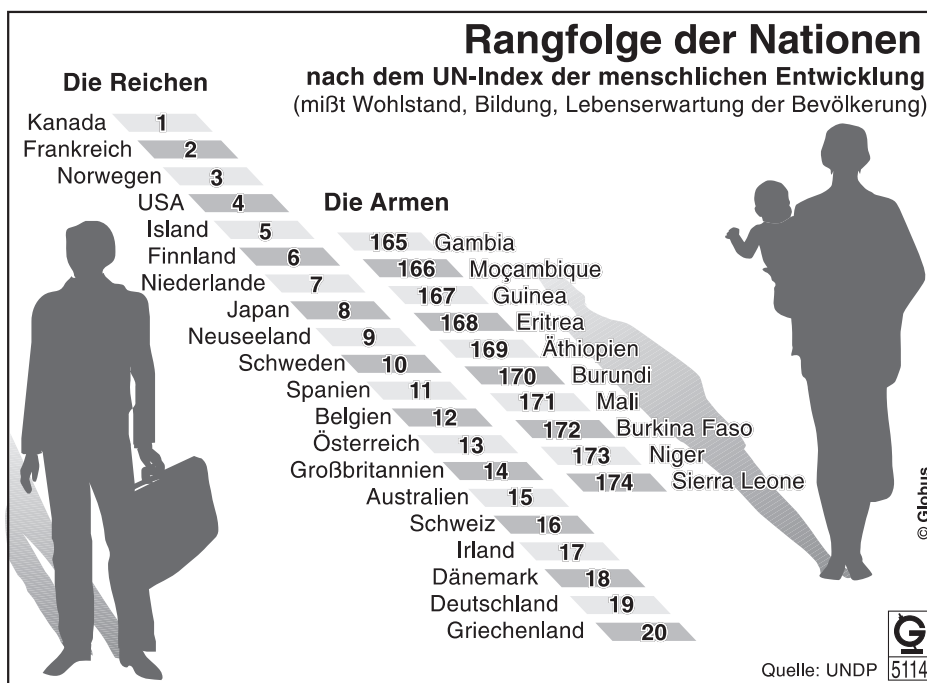 Rangfolge der Nationen
nach dem UN-Index der menschlichen Entwicklung
(mißt Wohlstand, Bildung, Lebenserwartung der Bevölkerung)
Die Reichen
Kanada 1
Frankreich 2
Norwegen 3
USA 4
Island 5
Finnland 6
Niederlande 7
Japan 8
Neuseeland 9
Schweden 10
Spanien 11
Belgien 12
Österreich 13
Großbritannien 14
Australien 15
Schweiz 16
Irland 17
Dänemark 18
Deutschland 19
Griechenland 20
Die Armen
165 Gambia
166 Moçambique
167 Guinea
168 Eritrea
169 Äthiopien
170 Burundi
171 Mali
172 Burkina Faso
173 Niger
174 Sierra Leone
© Globus
Quelle: UNDP
G
5114